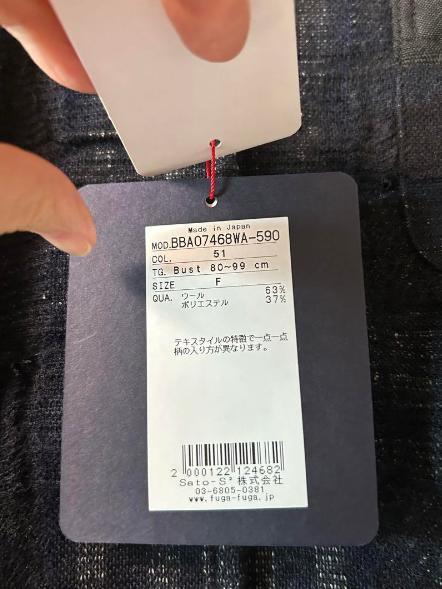 Made in Japan
MOD.BBA07468WA-590
COL. 51
TG. Bust 80~99 cm
SIZE F
QUA. ウール 63%
ポリエステル 37%
テキスタイルの特徴で一点一点
柄の入り方が異なります。
2 000122 124682
Sato-S² 株式会社
03-6805-0381
www.fuga-fuga.jp